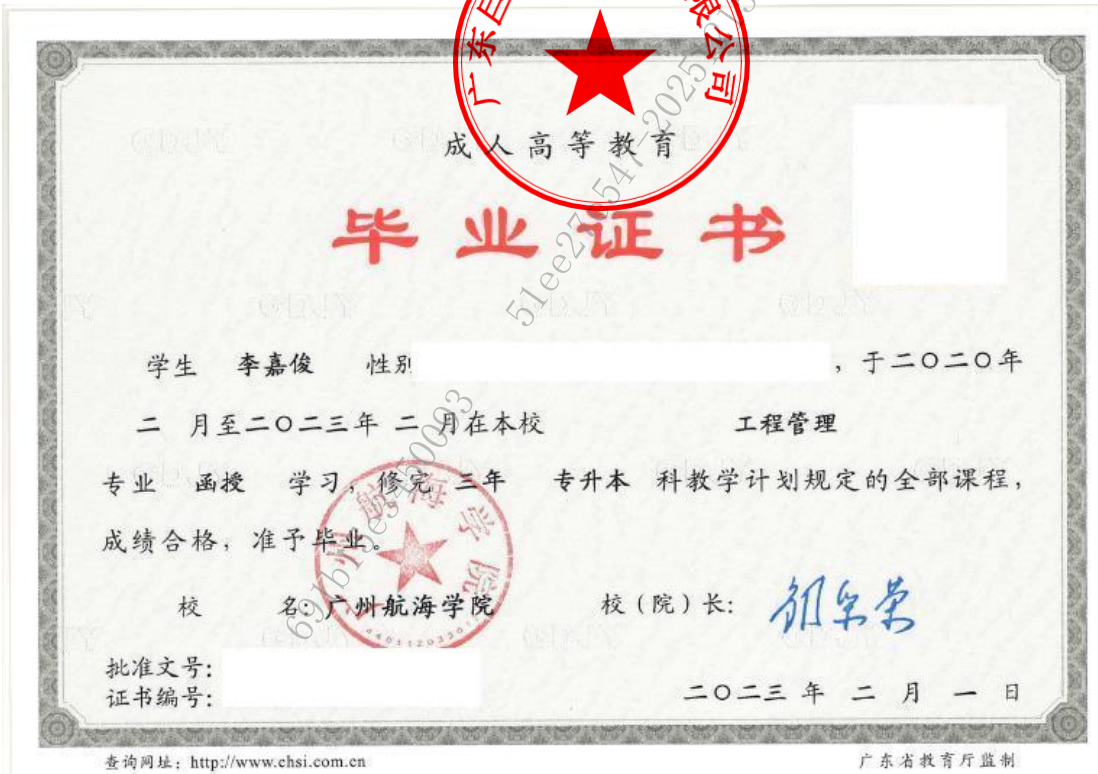 成人高等教育
毕业证书
学生 李嘉俊 性别 ，于二〇二〇年
二 月至二〇二三年 二 月在本校 工程管理
专业 函授 学习，修完 三年 专升本 科教学计划规定的全部课程，
成绩合格，准予毕业。
校 名：广州航海学院 校（院）长：
批准文号：
证书编号： 二〇二三 年 二 月 一 日
查询网址：http://www.chsi.com.cn 广东省教育厅监制